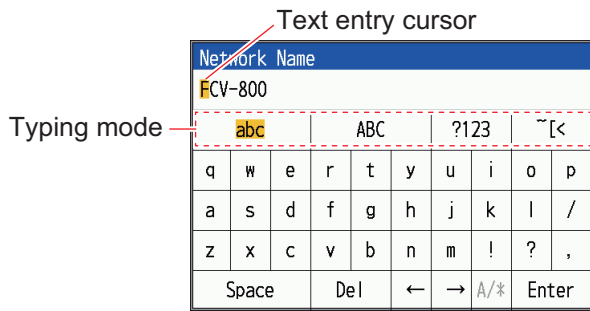 Text entry cursor
Network Name
FCV-800
Typing mode
abc ABC ?123 ~[<
q w e r t y u i o p
a s d f g h j k l /
z x c v b n m ! ? ,
Space Del ← → A/* Enter